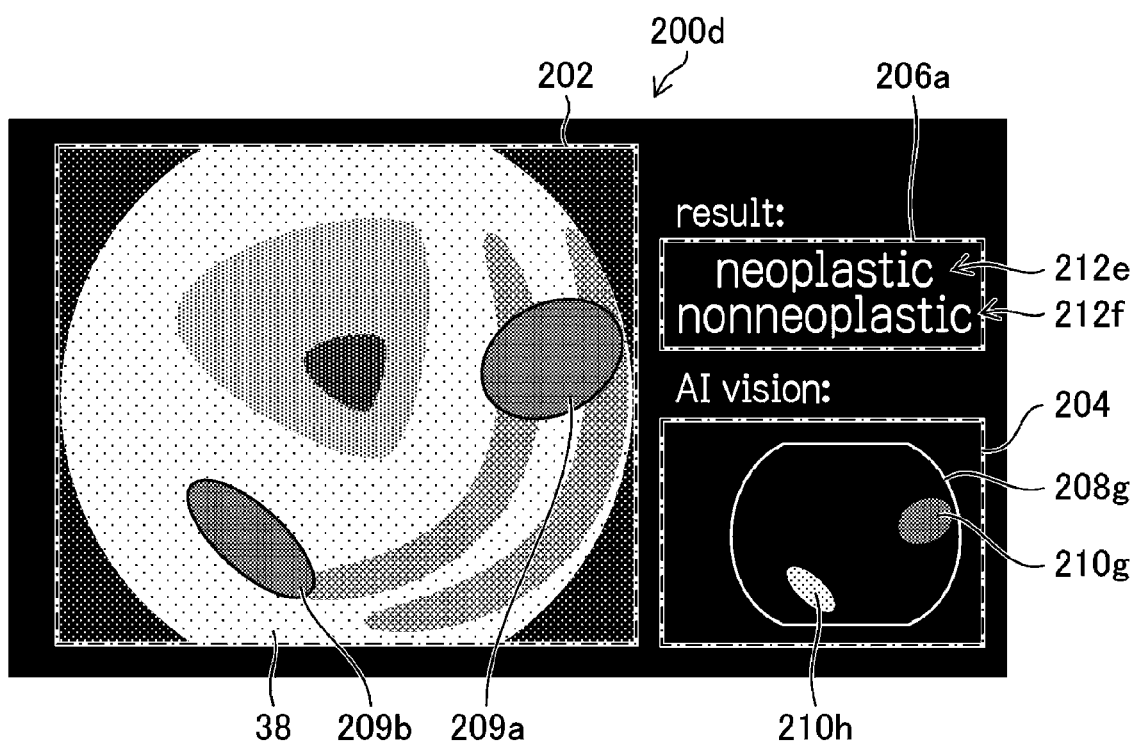 200d
202
206a
result:
neoplastic
212e
nonneoplastic
212f
AI vision:
204
208g
210g
38
209b
209a
210h